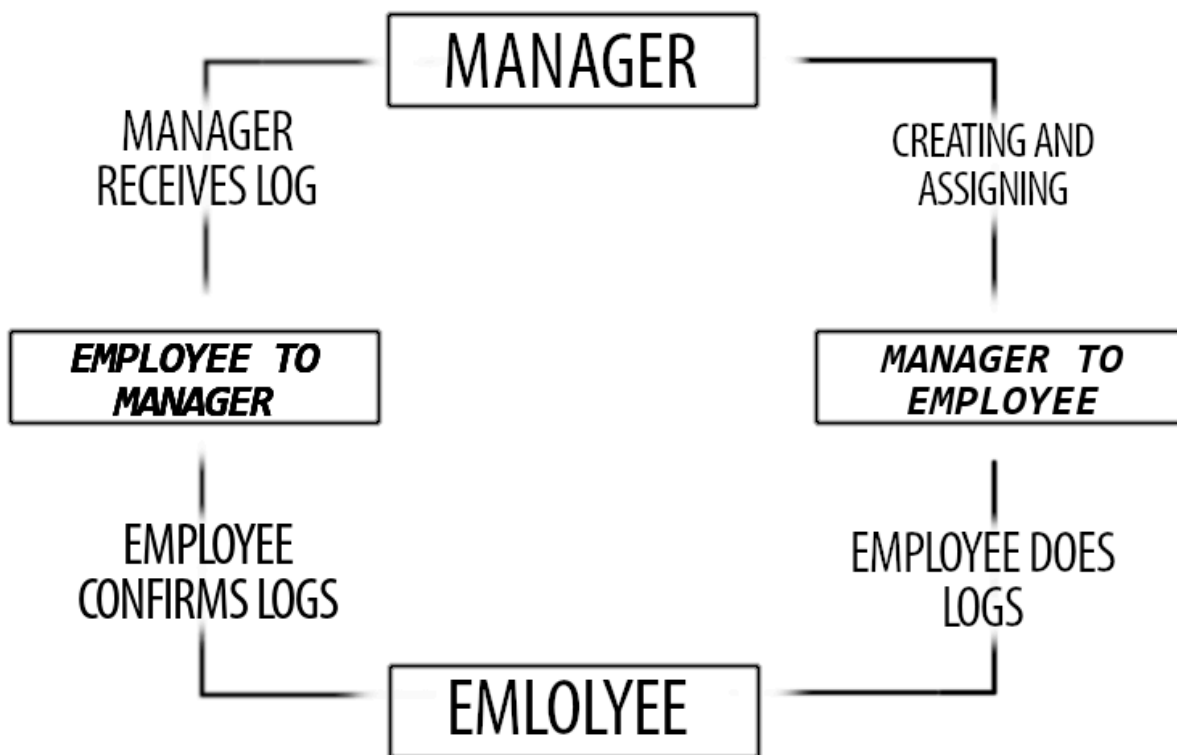 MANAGER
MANAGER
RECEIVES LOG
CREATING AND
ASSIGNING
EMPLOYEE TO
MANAGER
MANAGER TO
EMPLOYEE
EMPLOYEE
CONFIRMS LOGS
EMPLOYEE DOES
LOGS
EMLOLYEE